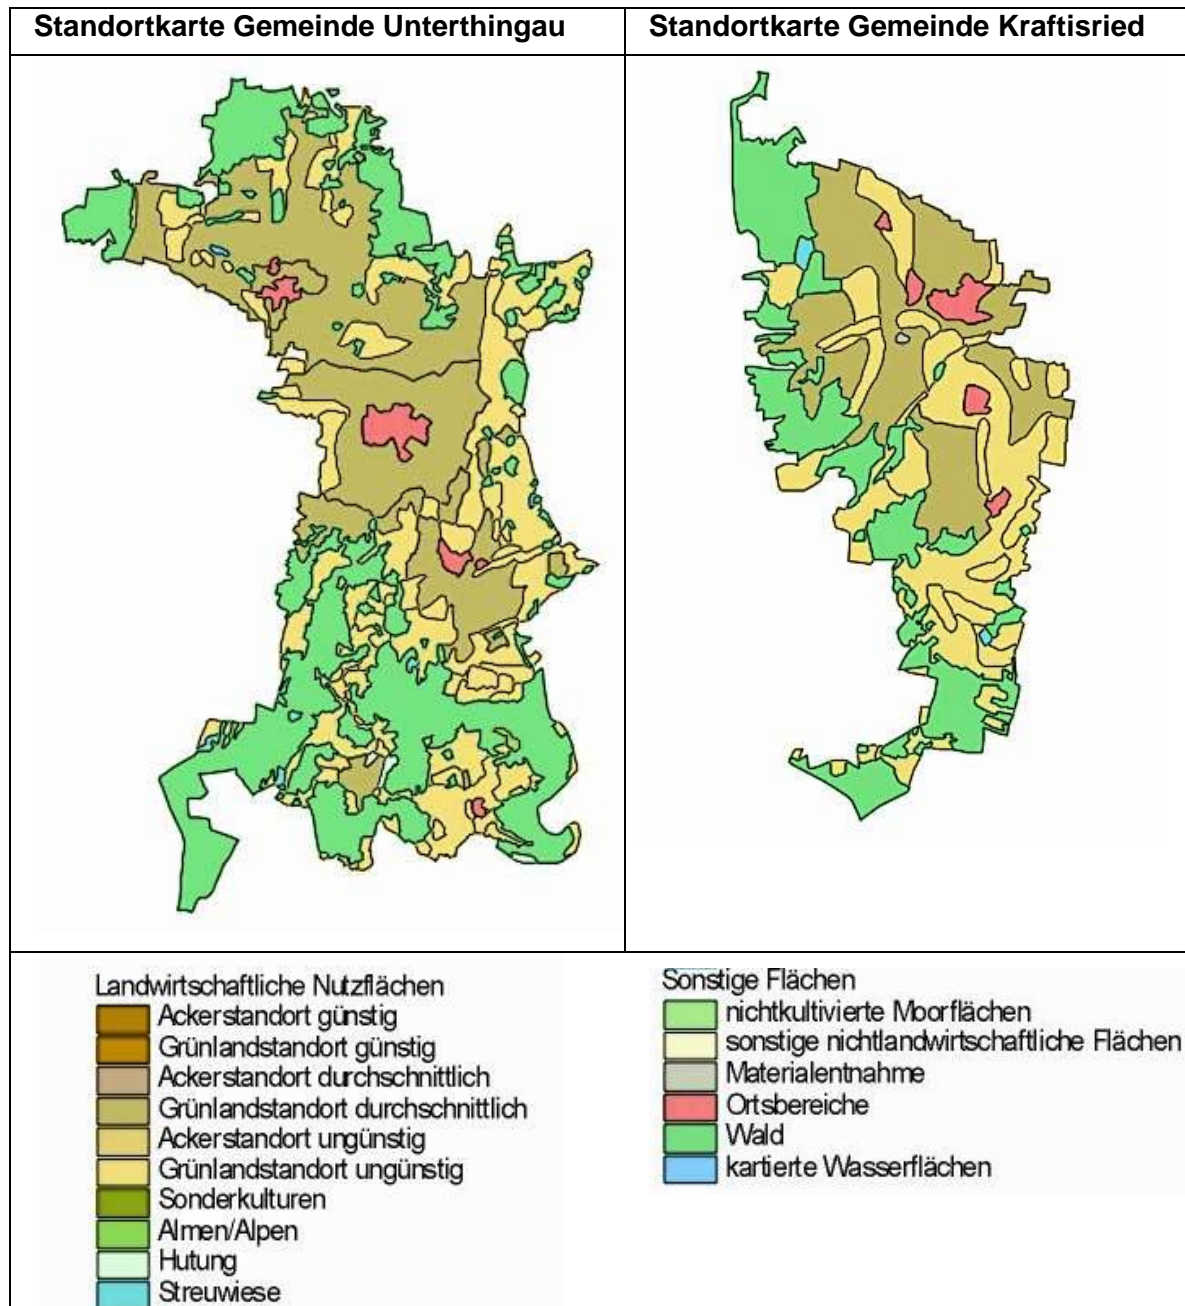 Standortkarte Gemeinde Unterthingau
Standortkarte Gemeinde Kraftisried
Landwirtschaftliche Nutzflächen
Ackerstandort günstig
Grünlandstandort günstig
Ackerstandort durchschnittlich
Grünlandstandort durchschnittlich
Ackerstandort ungünstig
Grünlandstandort ungünstig
Sonderkulturen
Almen/Alpen
Hutung
Streuwiese
Sonstige Flächen
nichtkultivierte Moorflächen
sonstige nichtlandwirtschaftliche Flächen
Materialentnahme
Ortsbereiche
Wald
kartierte Wasserflächen